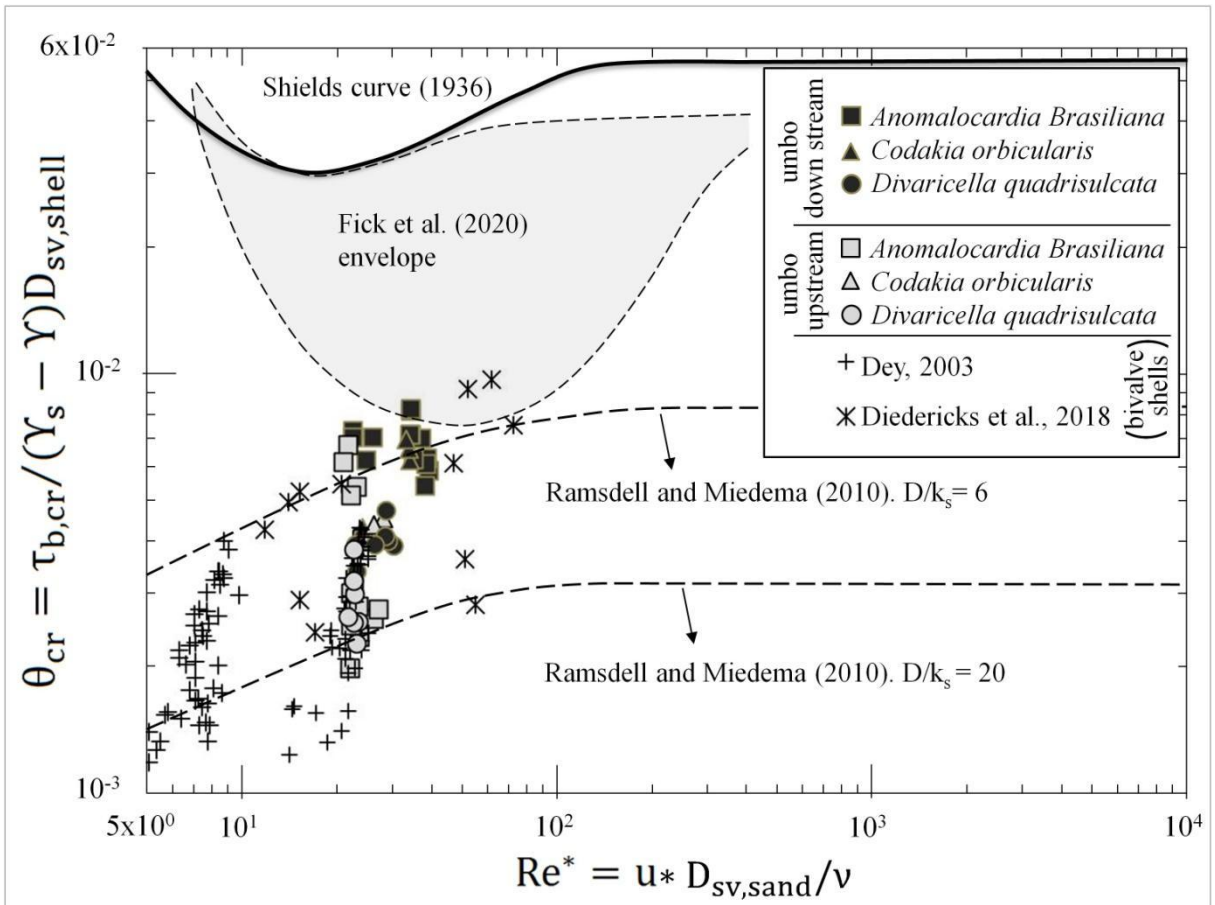 6x10⁻²
10⁻²
10⁻³
θcr = τb,cr/(ϒs − ϒ)Dsv,shell
Shields curve (1936)
Fick et al. (2020)
envelope
umbo
down stream
Anomalocardia Brasiliana
Codakia orbicularis
Divaricella quadrisulcata
umbo
upstream
Anomalocardia Brasiliana
Codakia orbicularis
Divaricella quadrisulcata
Dey, 2003
Diedericks et al., 2018
(bivalve
shells)
Ramsdell and Miedema (2010). D/ks= 6
Ramsdell and Miedema (2010). D/ks = 20
5x10⁰ 10¹ 10² 10³ 10⁴
Re* = u* Dsv,sand/ν